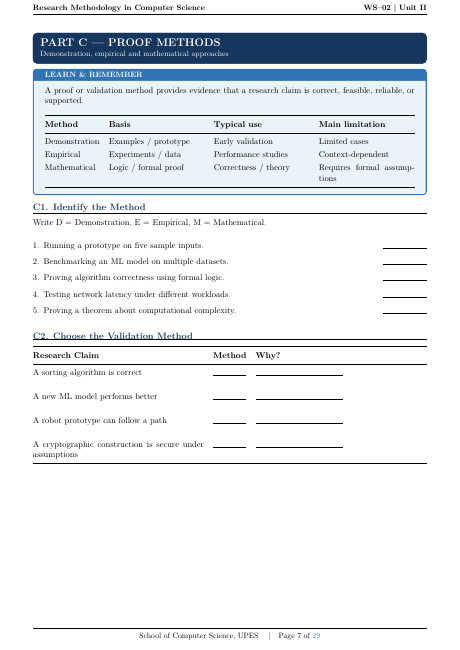 Research Methodology in Computer Science WS–02 | Unit II
PART C — PROOF METHODS
Demonstration, empirical and mathematical approaches
LEARN & REMEMBER
A proof or validation method provides evidence that a research claim is correct, feasible, reliable, or
supported.
Method Basis Typical use Main limitation
Demonstration Examples / prototype Early validation Limited cases
Empirical Experiments / data Performance studies Context-dependent
Mathematical Logic / formal proof Correctness / theory Requires formal assump-
tions
C1. Identify the Method
Write D = Demonstration, E = Empirical, M = Mathematical.
1. Running a prototype on five sample inputs.
2. Benchmarking an ML model on multiple datasets.
3. Proving algorithm correctness using formal logic.
4. Testing network latency under different workloads.
5. Proving a theorem about computational complexity.
C2. Choose the Validation Method
Research Claim Method Why?
A sorting algorithm is correct
A new ML model performs better
A robot prototype can follow a path
A cryptographic construction is secure under
assumptions
School of Computer Science, UPES | Page 7 of 29